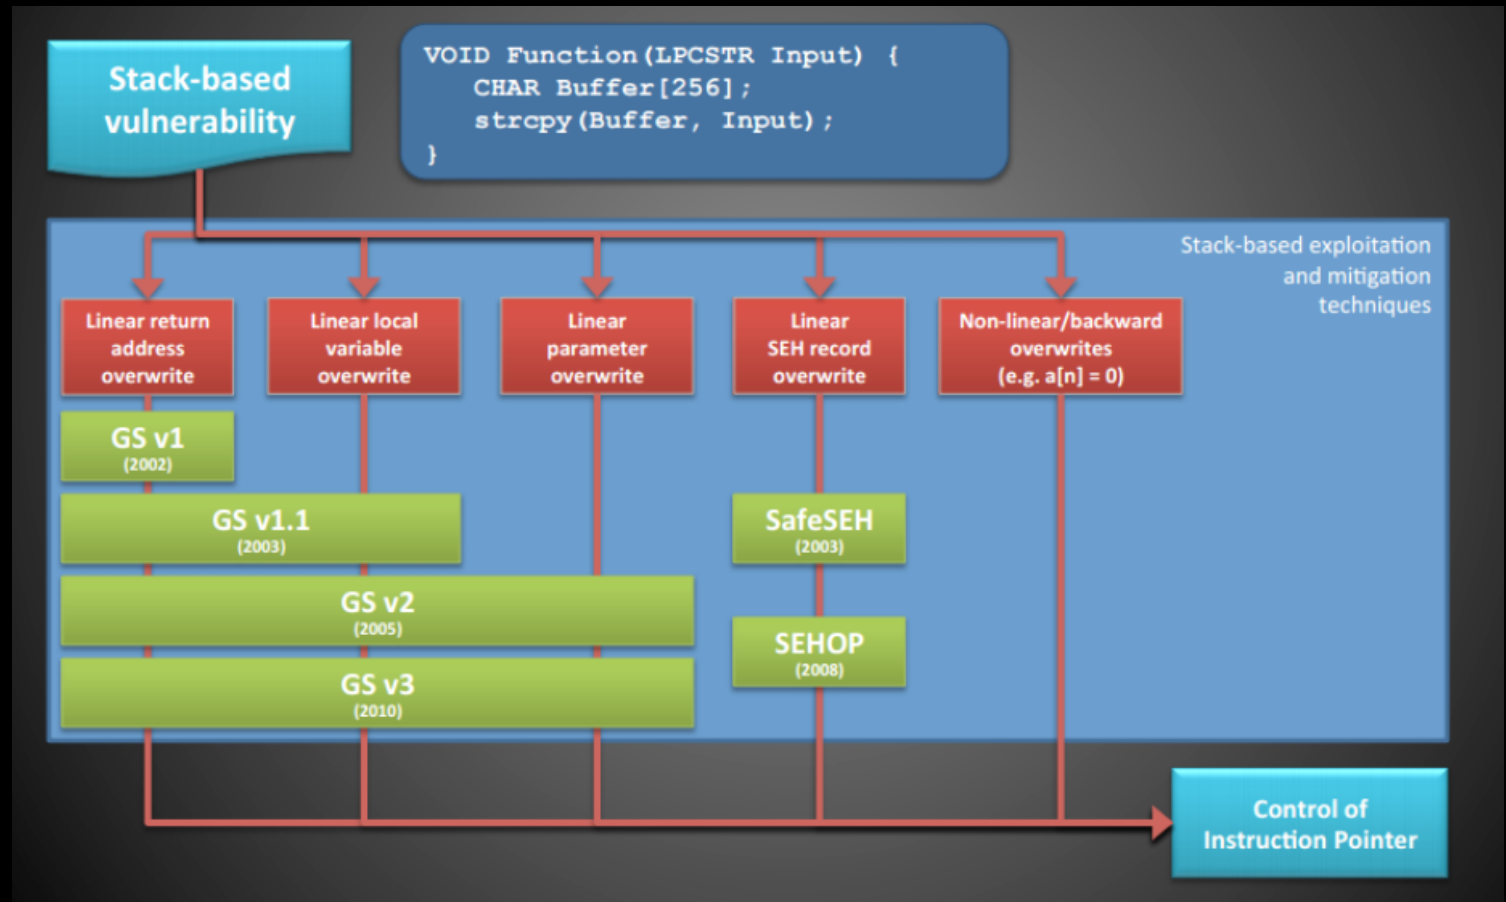 Stack-based
vulnerability
VOID Function(LPCSTR Input) {
CHAR Buffer[256];
strcpy(Buffer, Input);
}
Stack-based exploitation
and mitigation
techniques
Linear return
address
overwrite
Linear local
variable
overwrite
Linear
parameter
overwrite
Linear
SEH record
overwrite
Non-linear/backward
overwrites
(e.g. a[n] = 0)
GS v1
(2002)
GS v1.1
(2003)
SafeSEH
(2003)
GS v2
(2005)
SEHOP
(2008)
GS v3
(2010)
Control of
Instruction Pointer